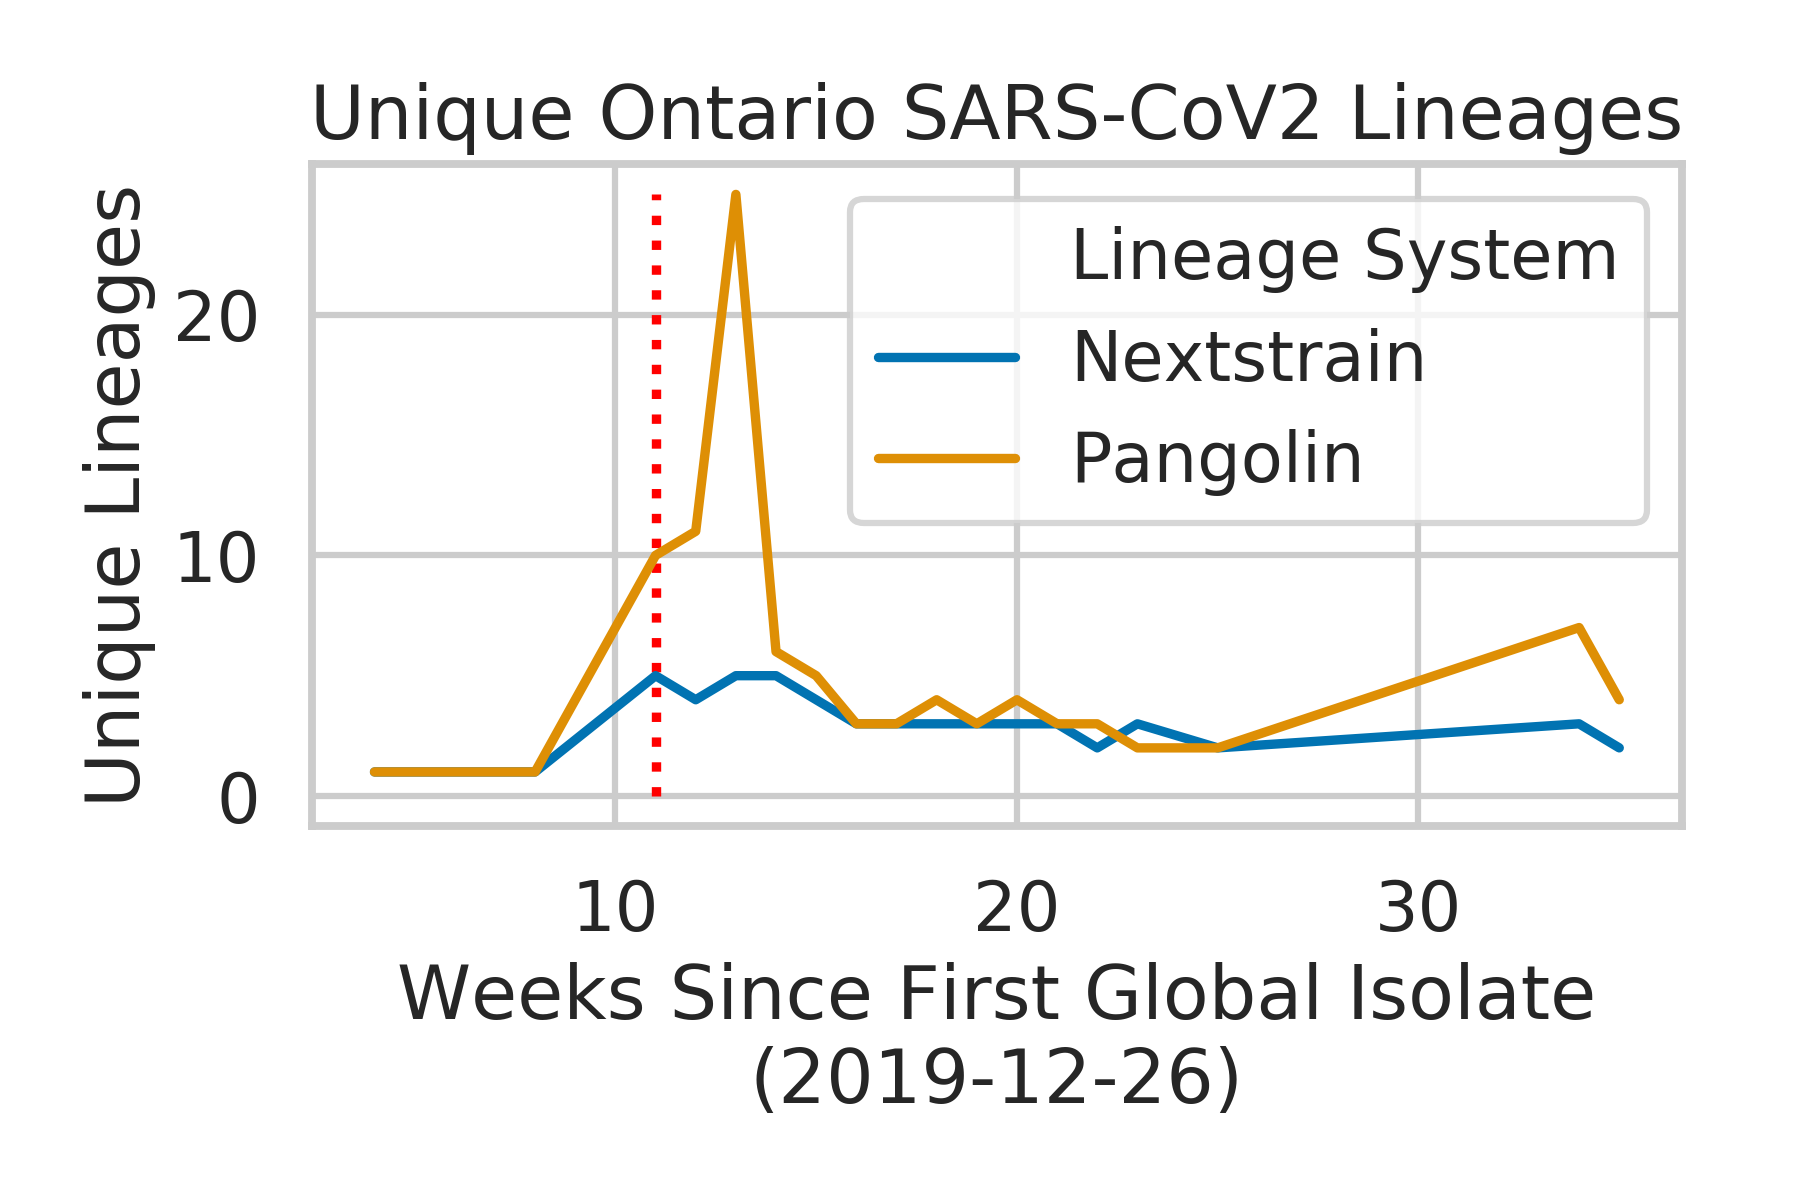 Unique Ontario SARS-CoV2 Lineages
Unique Lineages
20
10
0
Lineage System
Nextstrain
Pangolin
10 20 30
Weeks Since First Global Isolate
(2019-12-26)